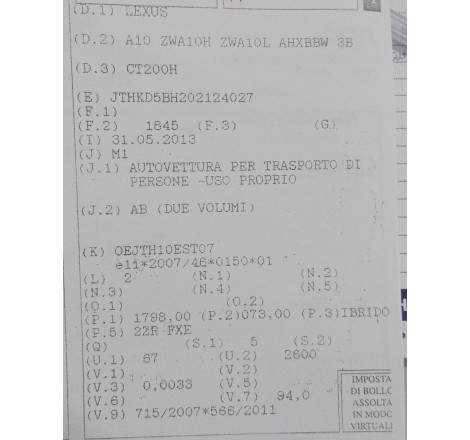 (D.1) LEXUS
(D.2) A10 ZWA10H ZWA10L AHXBBW 3B
(D.3) CT200H
(E) JTHKD5BH202124027
(F.1)
(F.2) 1845 (F.3) (G)
(I) 31.05.2013
(J) M1
(J.1) AUTOVETTURA PER TRASPORTO DI
PERSONE -USO PROPRIO
(J.2) AB (DUE VOLUMI)
(K) OEJTH10EST07
e11*2007/46*0150*01
(L) 2 (N.1) (N.2)
(N.3) (N.4) (N.5)
(O.1) (O.2)
(P.1) 1798,00 (P.2)073,00 (P.3)IBRIDO
(P.5) 2ZR FXE
(Q) (S.1) 5 (S.2)
(U.1) 67 (U.2) 2600
(V.1) (V.2)
(V.3) 0,0033 (V.5)
(V.6) (V.7) 94,0
(V.9) 715/2007*566/2011
IMPOSTA
DI BOLLO
ASSOLTA
IN MODO
VIRTUALE